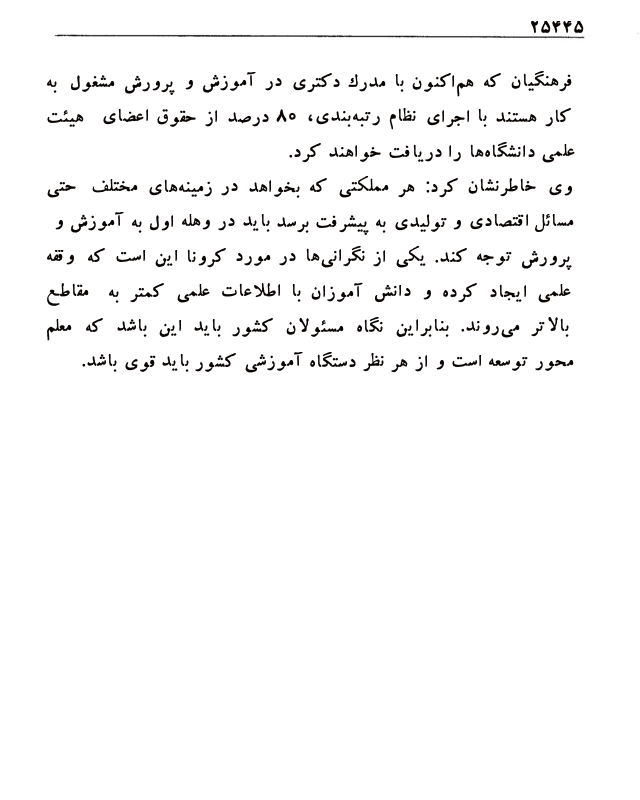 ۲۵۴۴۵
فرهنگیان که هم‌اکنون با مدرك دکتری در آموزش و پرورش مشغول به
کار هستند با اجرای نظام رتبه‌بندی، ۸۰ درصد از حقوق اعضای هیئت
علمی دانشگاه‌ها را دریافت خواهند کرد.
وی خاطرنشان کرد: هر مملکتی که بخواهد در زمینه‌های مختلف حتی
مسائل اقتصادی و تولیدی به پیشرفت برسد باید در وهله اول به آموزش و
پرورش توجه کند. یکی از نگرانی‌ها در مورد کرونا این است که وقفه
علمی ایجاد کرده و دانش آموزان با اطلاعات علمی کمتر به مقاطع
بالاتر می‌روند. بنابراین نگاه مسئولان کشور باید این باشد که معلم
محور توسعه است و از هر نظر دستگاه آموزشی کشور باید قوی باشد.